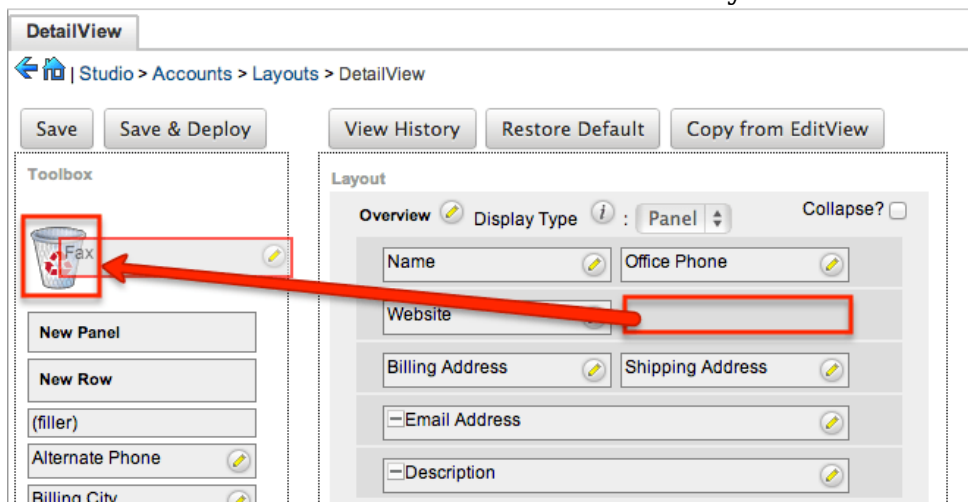 DetailView
| Studio > Accounts > Layouts > DetailView
Save Save & Deploy View History Restore Default Copy from EditView
Toolbox
Layout
Overview Display Type i : Panel Collapse?
Fax
Name Office Phone
Website
New Panel
Billing Address Shipping Address
New Row
(filler)
Email Address
Alternate Phone
Description
Billing City